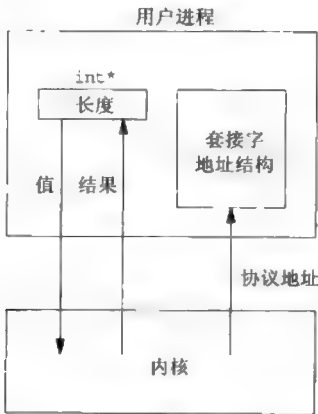 用户进程
int*
长度
套接字
地址结构
值
结果
协议地址
内核